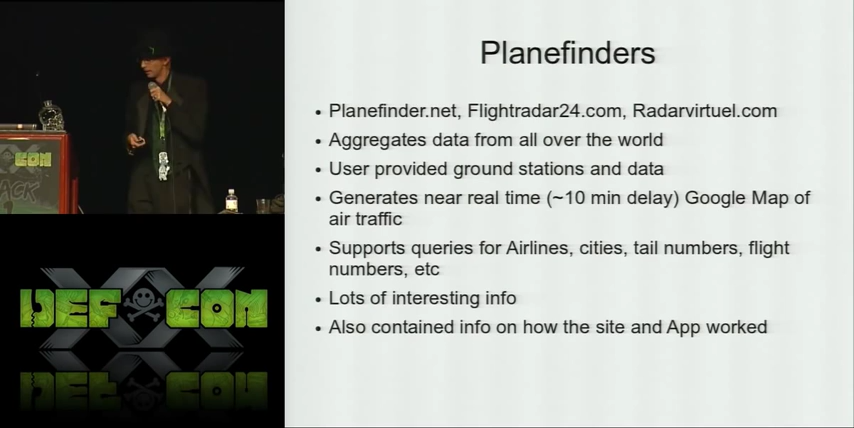 Planefinders
• Planefinder.net, Flightradar24.com, Radarvirtuel.com
• Aggregates data from all over the world
• User provided ground stations and data
• Generates near real time (~10 min delay) Google Map of
air traffic
• Supports queries for Airlines, cities, tail numbers, flight
numbers, etc
• Lots of interesting info
• Also contained info on how the site and App worked
CON
ACK
XX
DEF CON